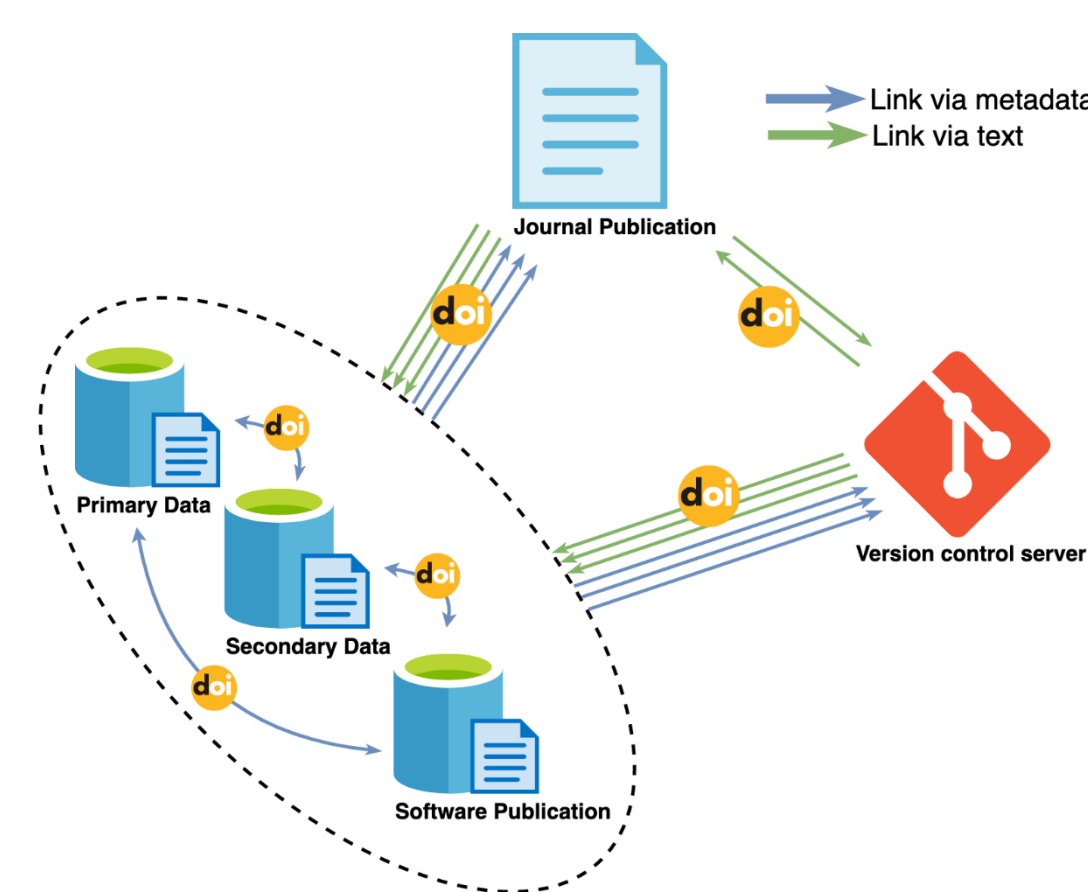 Link via metadata
Link via text
Journal Publication
doi
doi
doi
Primary Data
doi
Version control server
doi
Secondary Data
doi
Software Publication